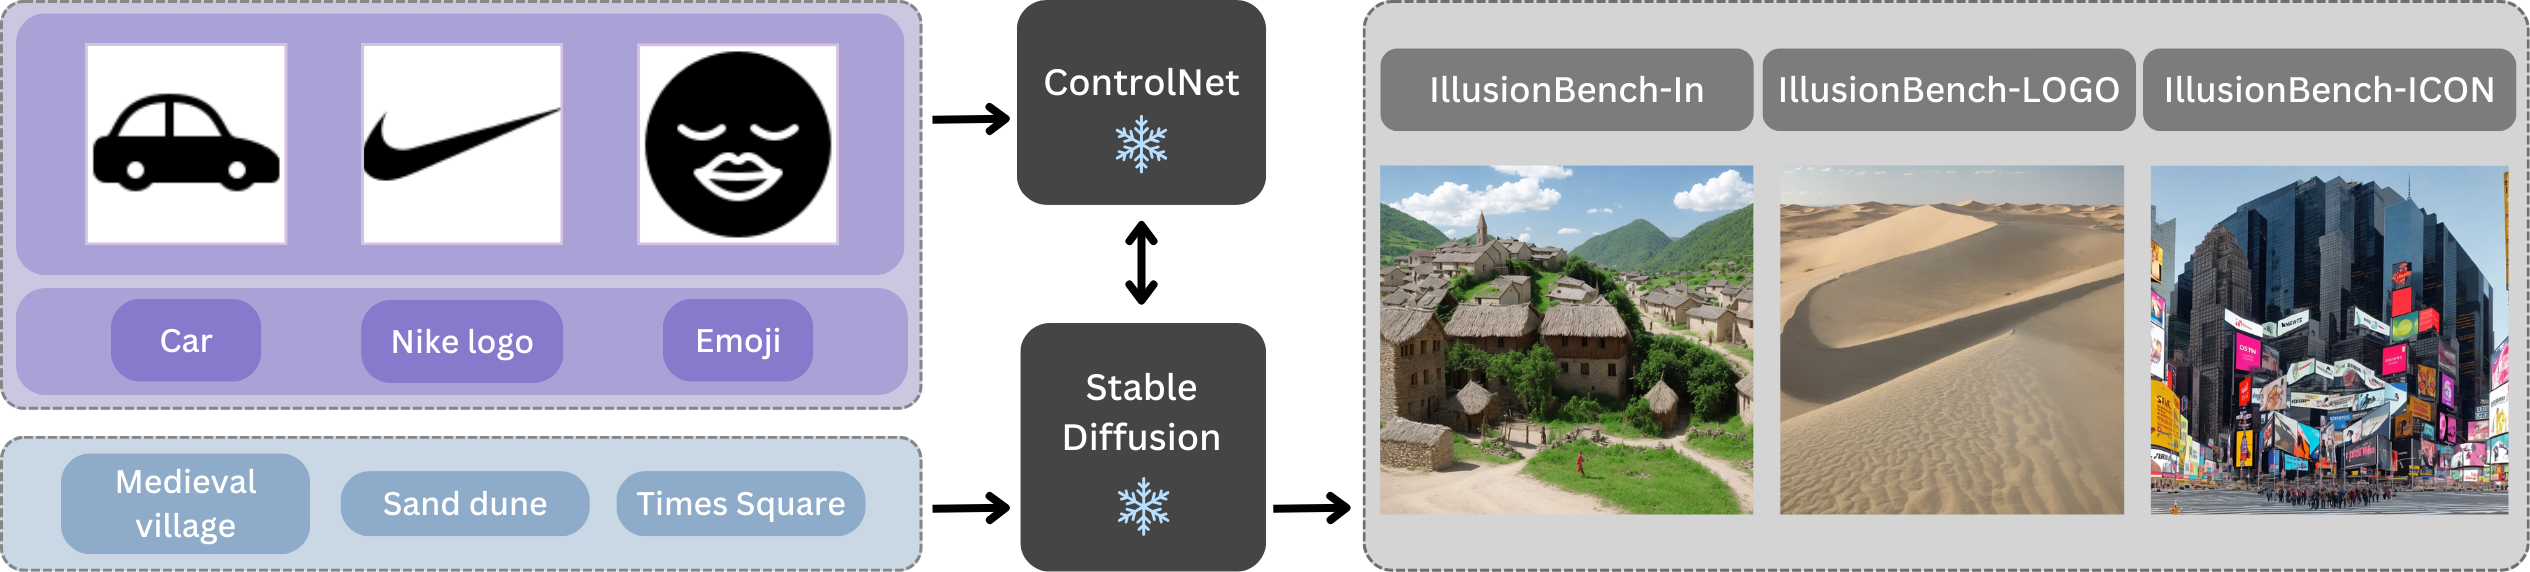 Car
Nike logo
Emoji
Medieval
village
Sand dune
Times Square
ControlNet
Stable
Diffusion
IllusionBench-In
IllusionBench-LOGO
IllusionBench-ICON